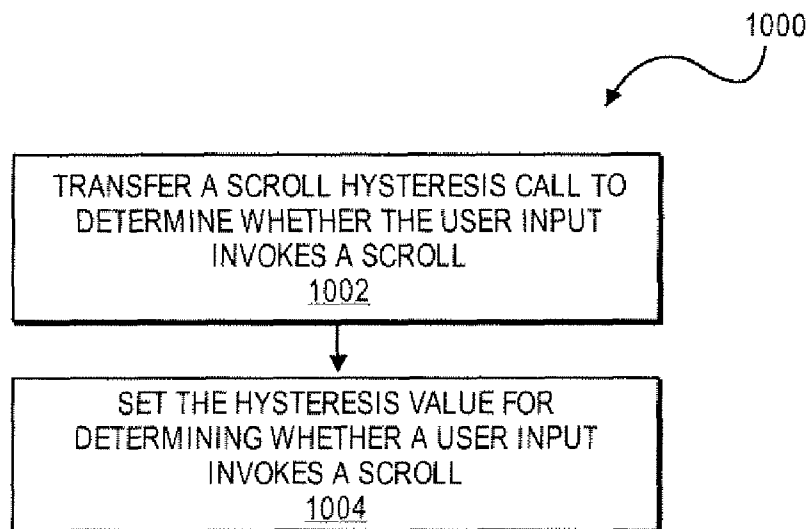 1000
TRANSFER A SCROLL HYSTERESIS CALL TO
DETERMINE WHETHER THE USER INPUT
INVOKES A SCROLL
1002
SET THE HYSTERESIS VALUE FOR
DETERMINING WHETHER A USER INPUT
INVOKES A SCROLL
1004